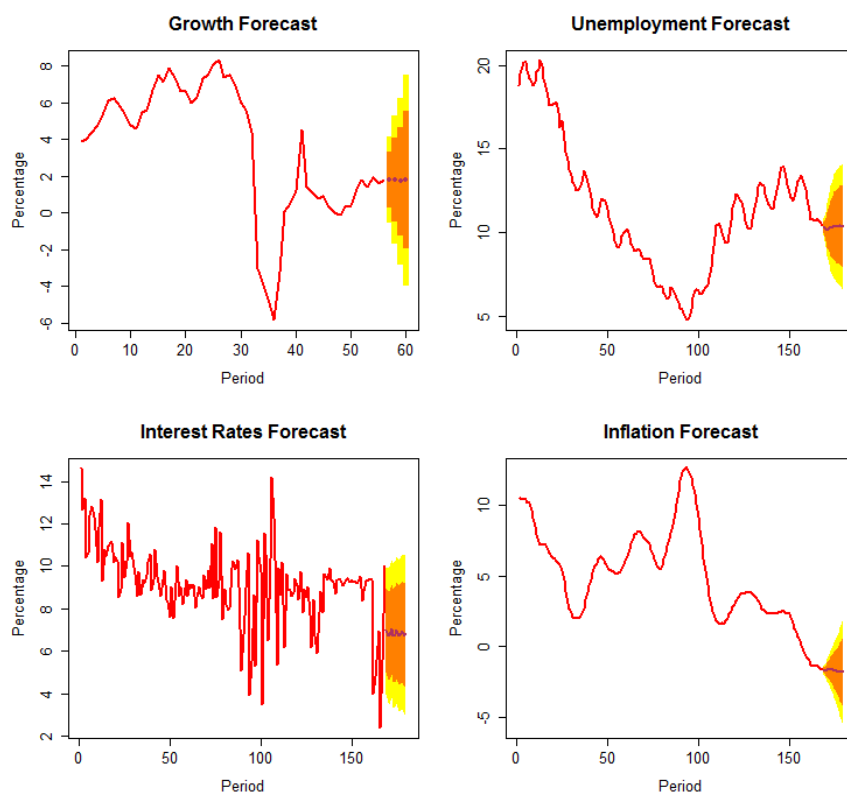 Growth Forecast
Percentage
8
6
4
2
0
-2
-4
-6
0 10 20 30 40 50 60
Period
Unemployment Forecast
Percentage
20
15
10
5
0 50 100 150
Period
Interest Rates Forecast
Percentage
14
12
10
8
6
4
2
0 50 100 150
Period
Inflation Forecast
Percentage
10
5
0
-5
0 50 100 150
Period